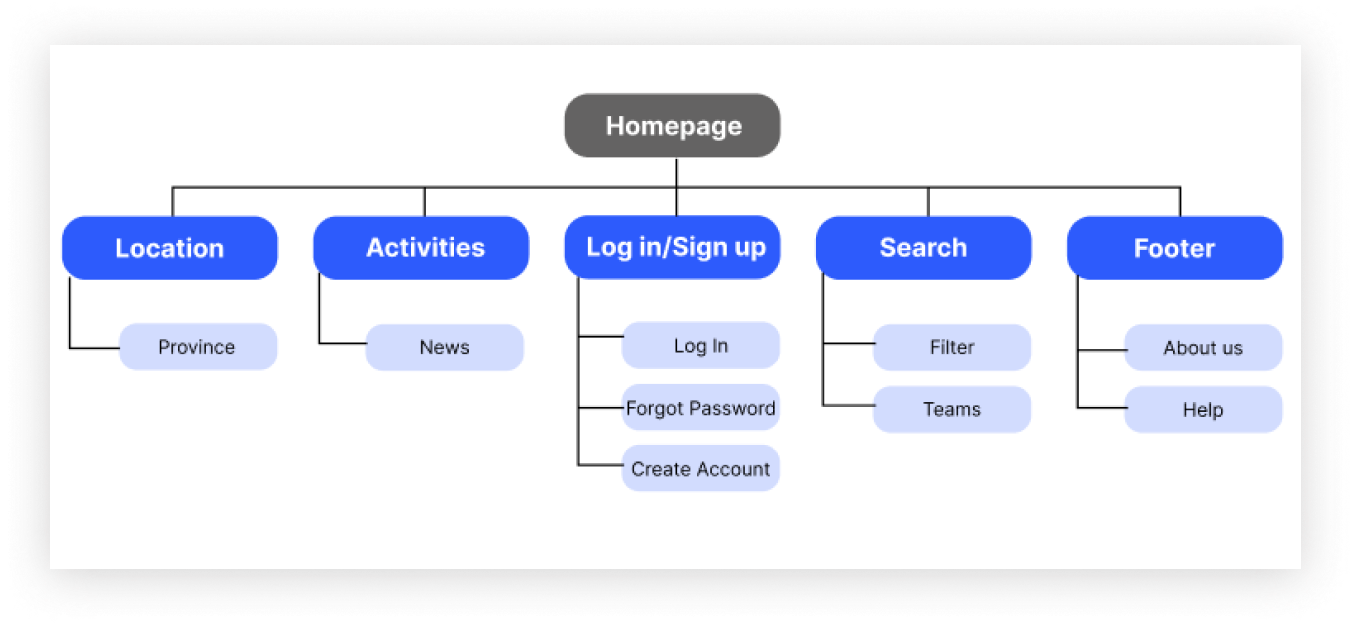 Homepage
Location
Activities
Log in/Sign up
Search
Footer
Province
News
Log In
Forgot Password
Create Account
Filter
Teams
About us
Help